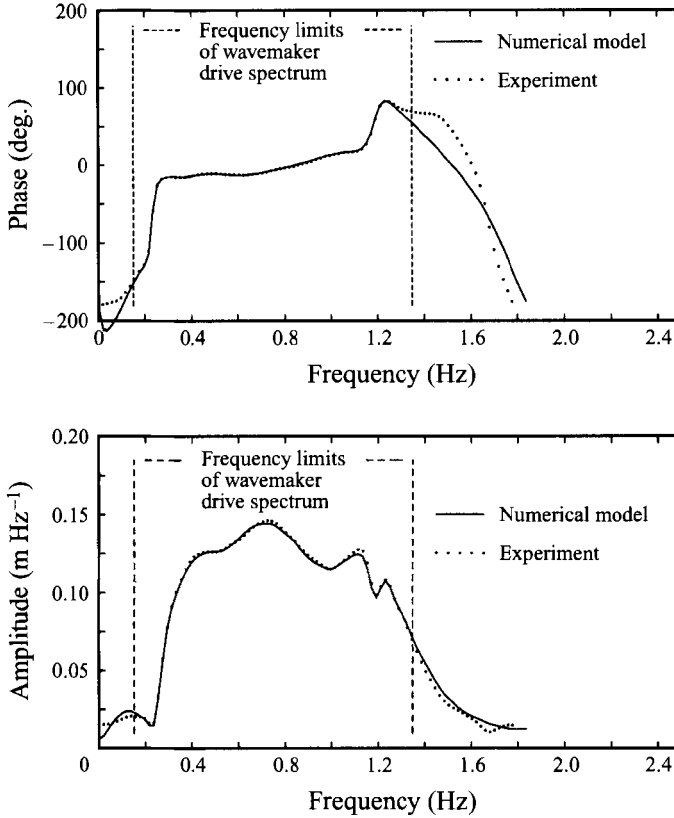 200
Frequency limits
of wavemaker
drive spectrum
Numerical model
Experiment
100
0
−100
−200
Phase (deg.)
0 0.4 0.8 1.2 1.6 2.0 2.4
Frequency (Hz)
0.20
Frequency limits
of wavemaker
drive spectrum
Numerical model
Experiment
0.15
0.10
0.05
Amplitude (m Hz⁻¹)
0 0.4 0.8 1.2 1.6 2.0 2.4
Frequency (Hz)